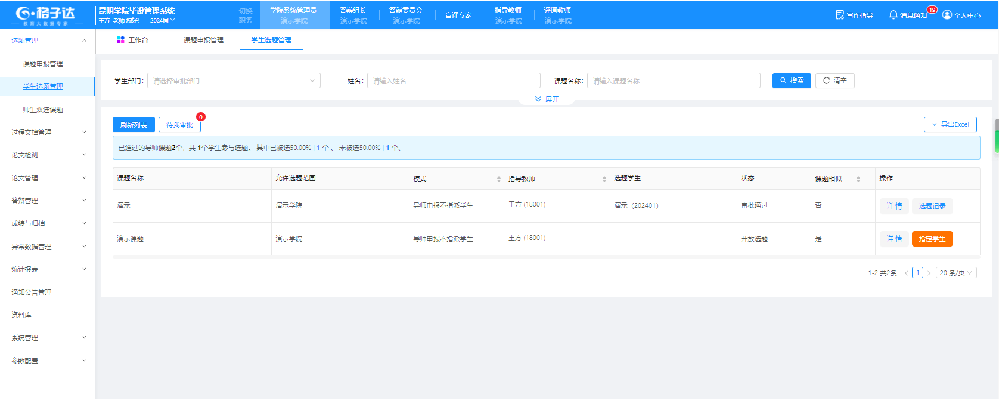 格子达
教育大数据专家
昆明学院毕设管理系统
王方 老师 您好! 2024届
切换
职务
学院系统管理员
演示学院
答辩组长
演示学院
答辩委员会
演示学院
盲评专家
指导教师
演示学院
评阅教师
演示学院
写作指导
消息通知
19
个人中心
选题管理
课题申报管理
学生选题管理
师生双选课题
过程文档管理
论文检测
论文管理
答辩管理
成绩与归档
异常数据管理
统计报表
通知公告管理
资料库
系统管理
参数配置
工作台 课题申报管理 学生选题管理
学生部门: 请选择审批部门 姓名: 请输入姓名 课题名称: 请输入课题名称 搜索 清空
展开
刷新列表 待我审批 0 导出Excel
已通过的导师课题2个，共 1个学生参与选题。 其中已被选50.00% | 1 个 、 未被选50.00% | 1 个、
课题名称 允许选题范围 模式 指导教师 选题学生 状态 课题相似 操作
演示 演示学院 导师申报不指派学生 王方 (18001) 演示（202401） 审批通过 否 详 情 选题记录
演示课题 演示学院 导师申报不指派学生 王方 (18001) 开放选题 是 详 情 指定学生
1-2 共2条 < 1 > 20 条/页